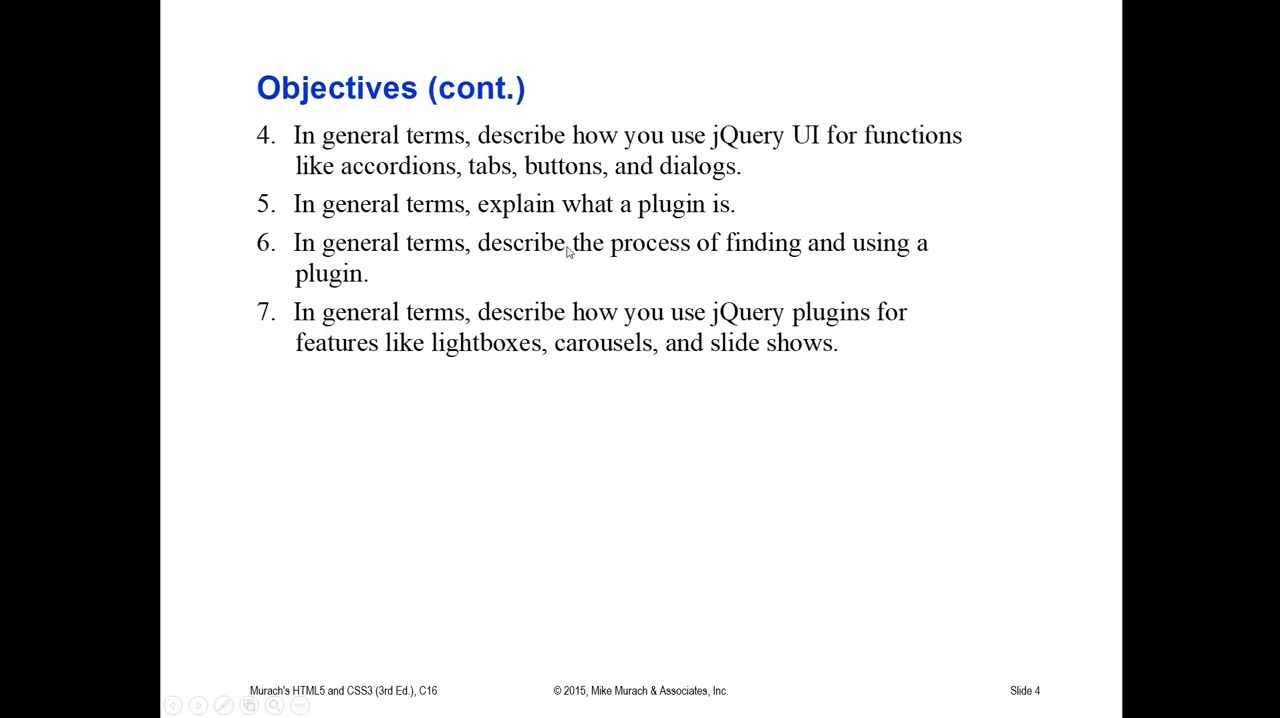 Objectives (cont.)
4. In general terms, describe how you use jQuery UI for functions
like accordions, tabs, buttons, and dialogs.
5. In general terms, explain what a plugin is.
6. In general terms, describe the process of finding and using a
plugin.
7. In general terms, describe how you use jQuery plugins for
features like lightboxes, carousels, and slide shows.
Murach's HTML5 and CSS3 (3rd Ed.), C16
© 2015, Mike Murach & Associates, Inc.
Slide 4